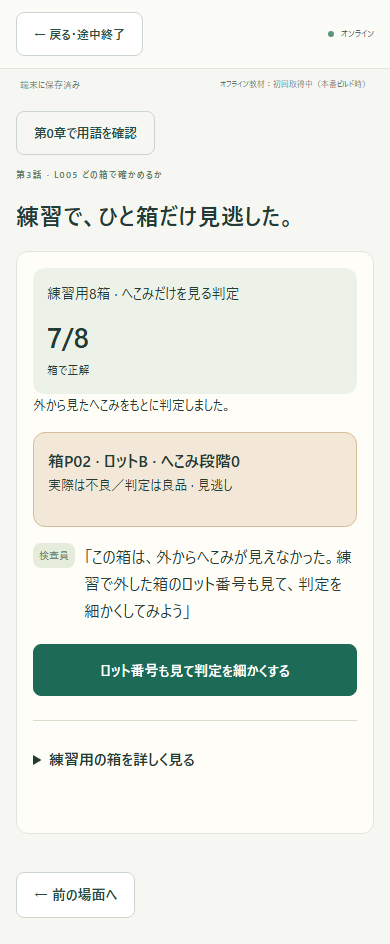 ← 戻る・途中終了
オンライン
端末に保存済み
オフライン教材：初回取得中（本番ビルド時）
第0章で用語を確認
第3話 · L005 どの箱で確かめるか
練習で、ひと箱だけ見逃した。
練習用8箱 · へこみだけを見る判定
7/8
箱で正解
外から見たへこみをもとに判定しました。
箱P02 · ロットB · へこみ段階0
実際は不良／判定は良品 · 見逃し
検査員
「この箱は、外からへこみが見えなかった。練
習で外した箱のロット番号も見て、判定を
細かくしてみよう」
ロット番号も見て判定を細かくする
▶ 練習用の箱を詳しく見る
← 前の場面へ